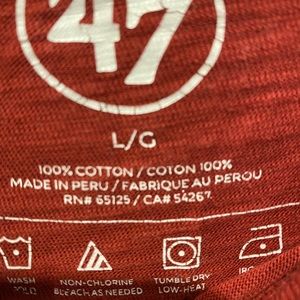 47
L/G
100% COTTON / COTON 100%
MADE IN PERU / FABRIQUE AU PEROU
RN# 65125 / CA# 54267
WASH NON-CHLORINE TUMBLE DRY
BLEACH AS NEEDED LOW-HEAT